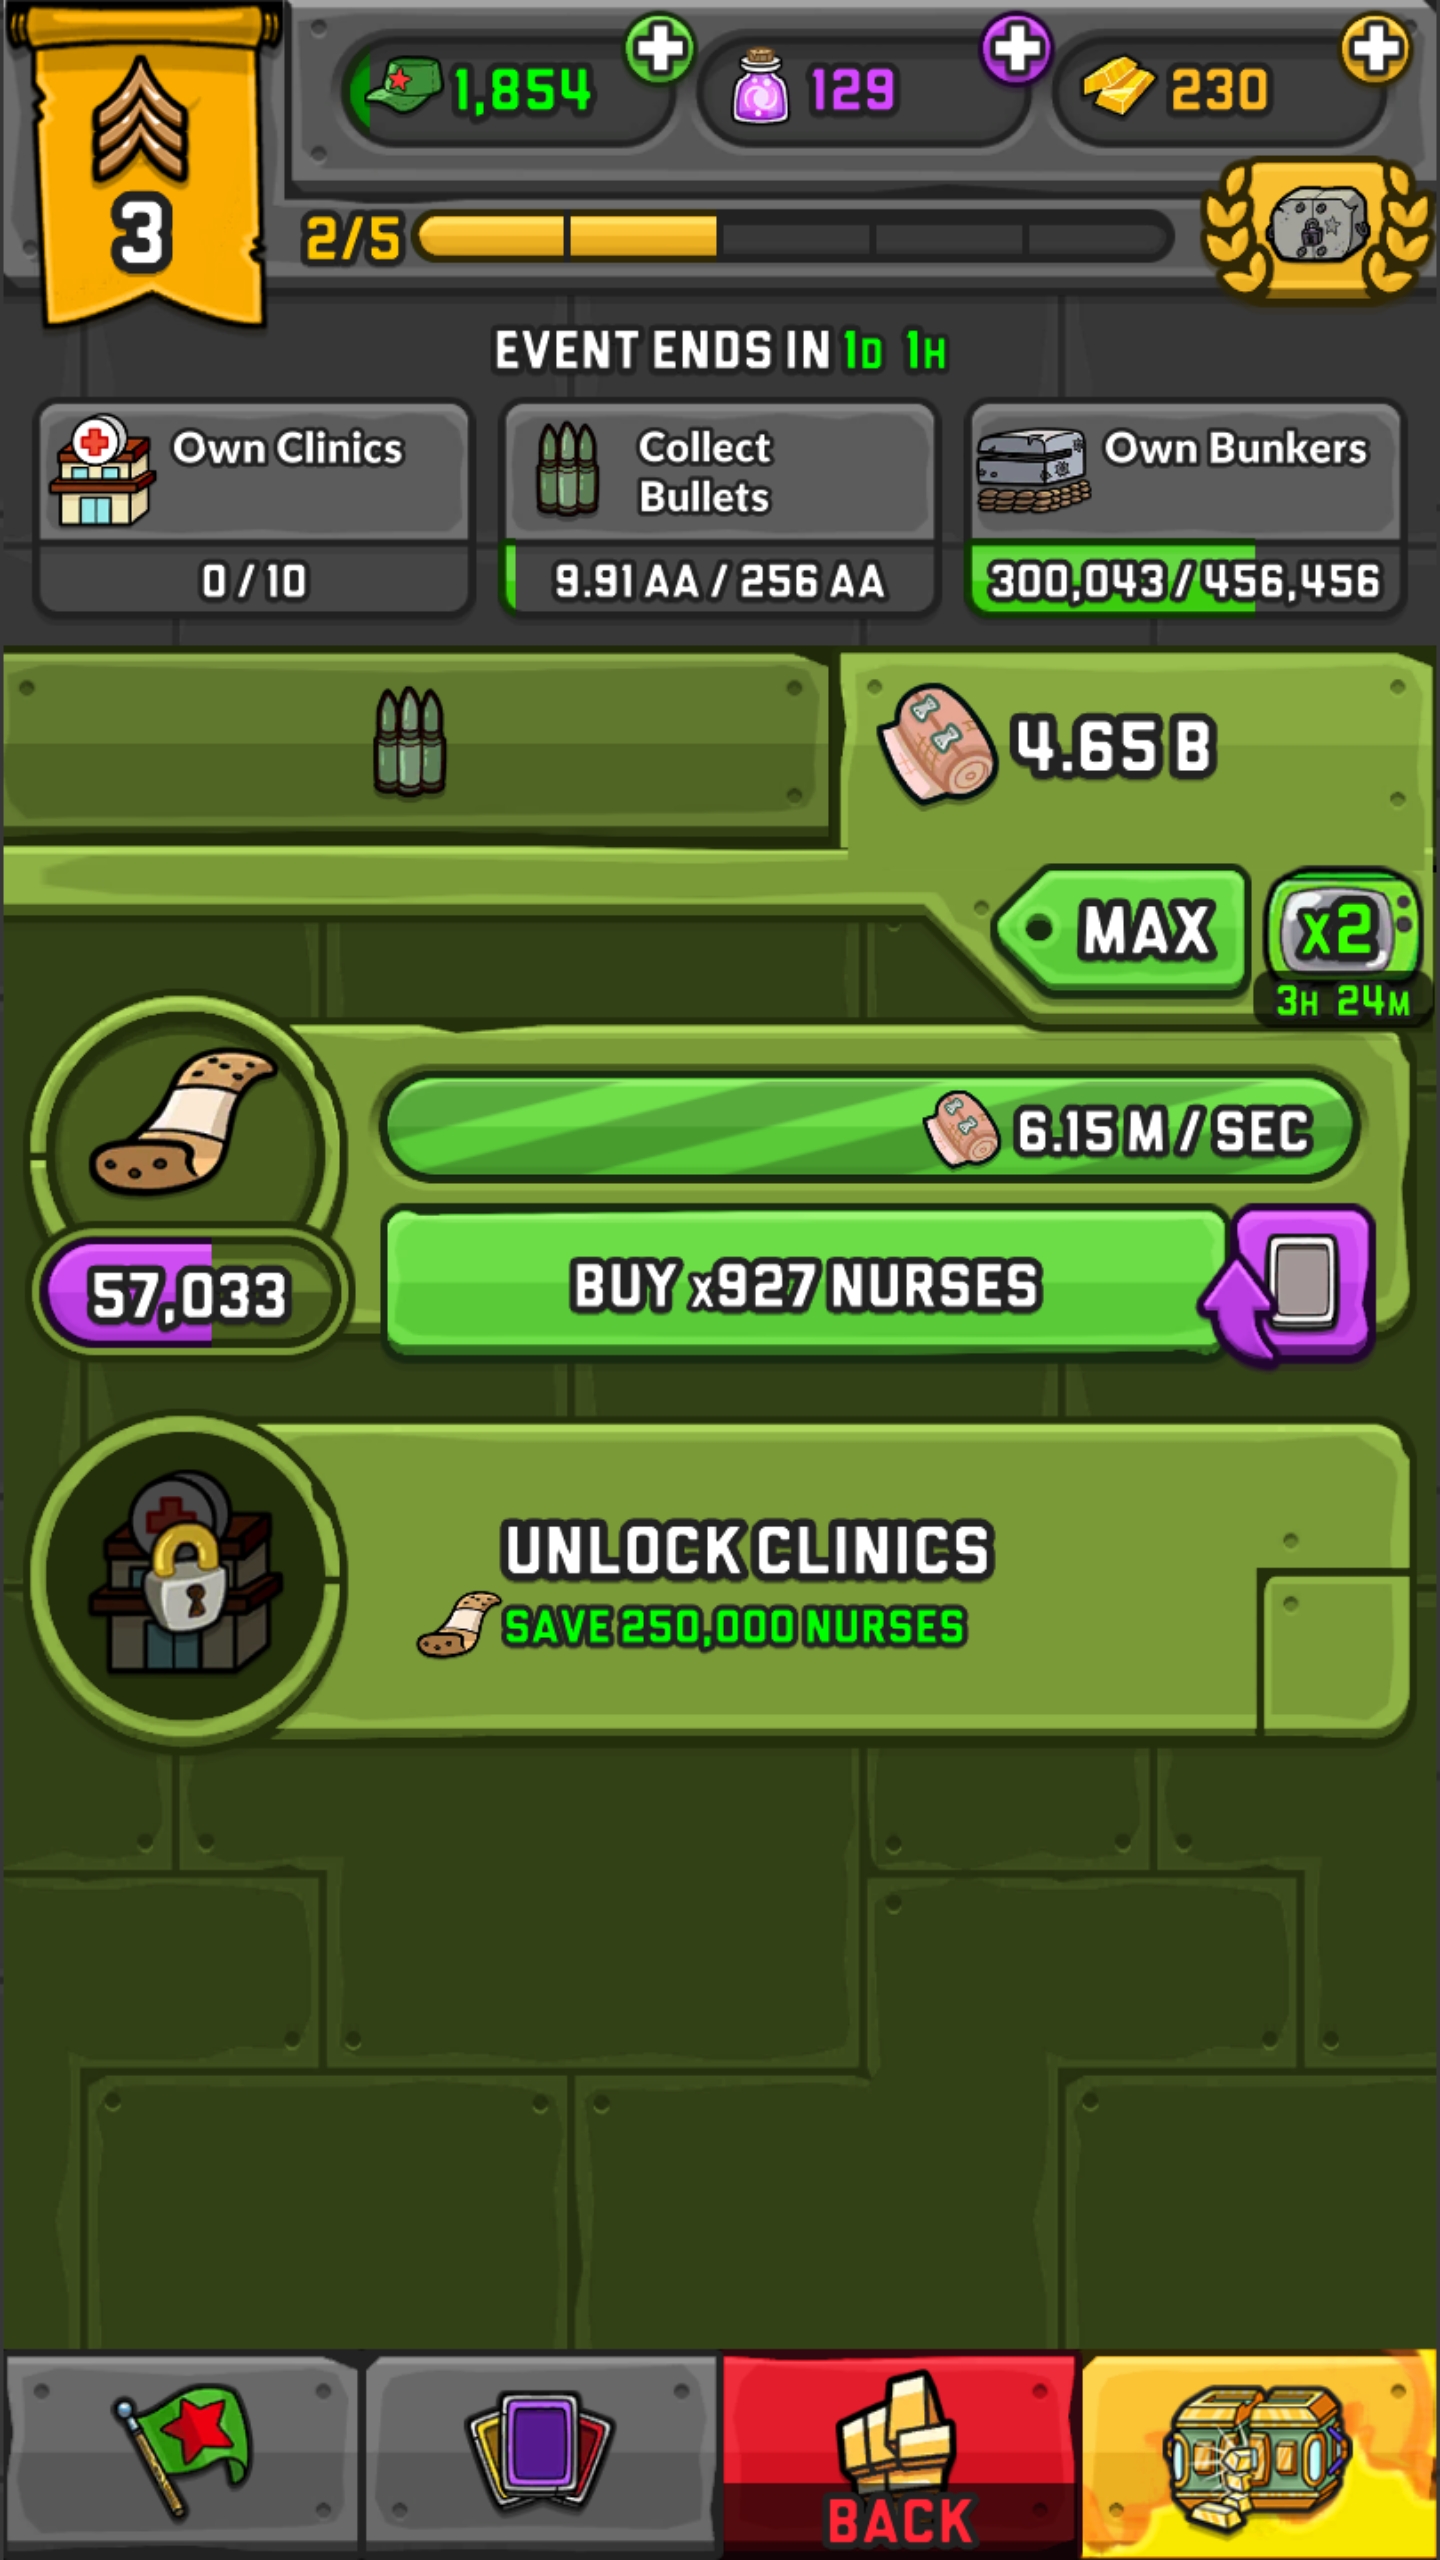 1,854
129
230
3
2/5
EVENT ENDS IN 1D 1H
Own Clinics
0 / 10
Collect
Bullets
9.91 AA / 256 AA
Own Bunkers
300,043 / 456,456
4.65 B
MAX
x2
3H 24M
6.15 M / SEC
57,033
BUY x927 NURSES
UNLOCK CLINICS
SAVE 250,000 NURSES
BACK